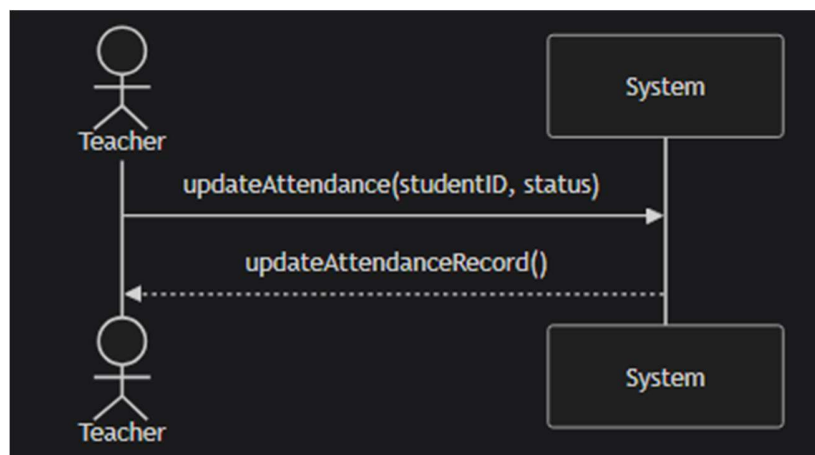 System
Teacher
updateAttendance(studentID, status)
updateAttendanceRecord()
System
Teacher